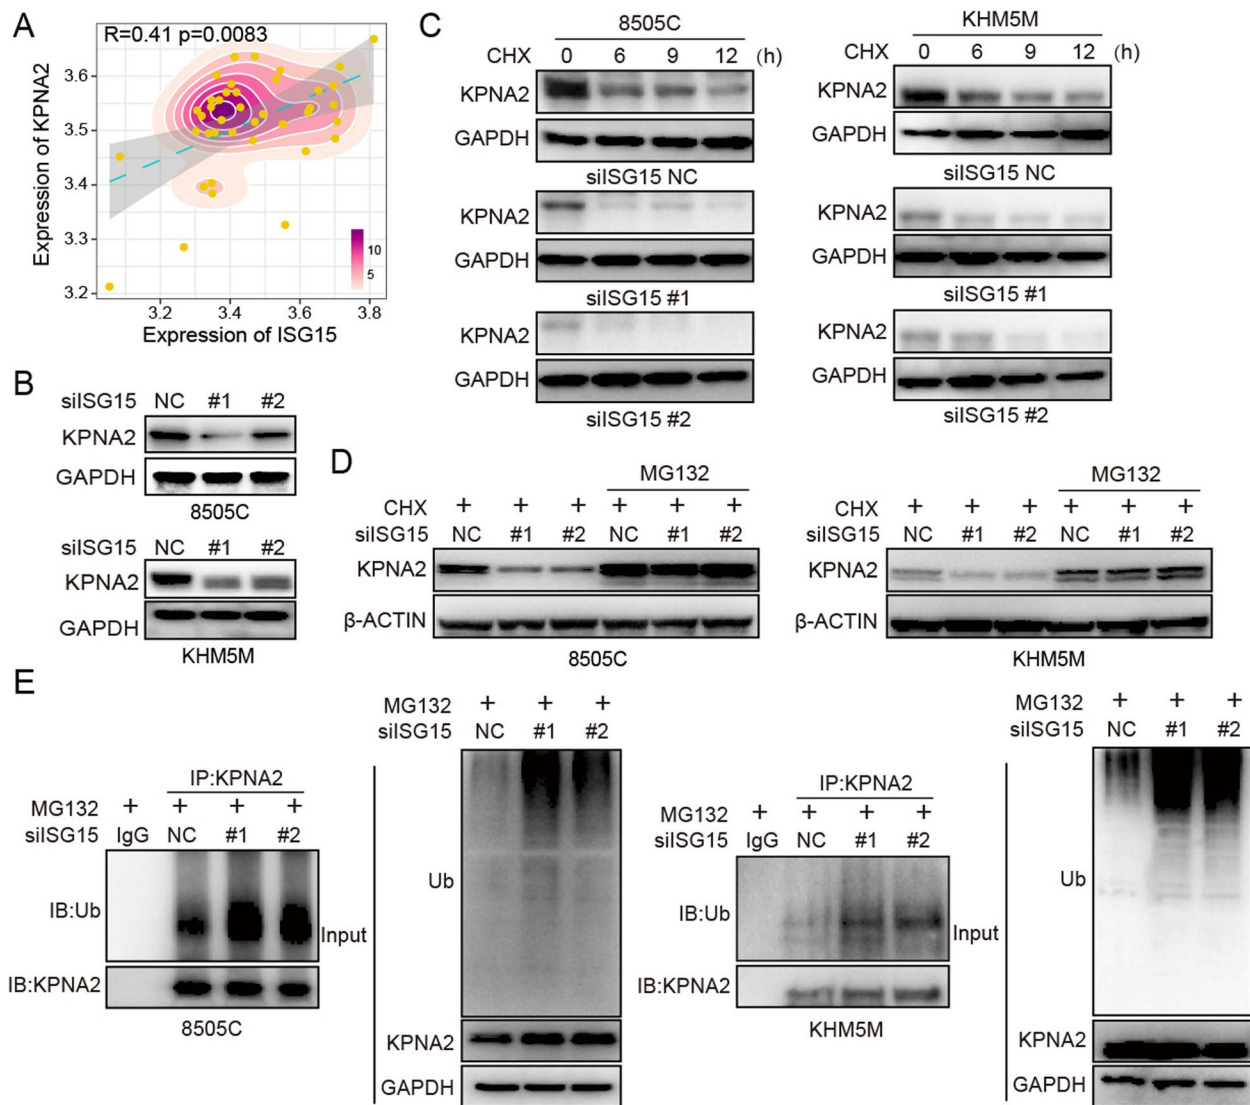 A
R=0.41 p=0.0083
Expression of KPNA2
3.6
3.5
3.4
3.3
3.2
10
5
3.2 3.4 3.6 3.8
Expression of ISG15
B
siISG15 NC #1 #2
KPNA2
GAPDH
8505C
siISG15 NC #1 #2
KPNA2
GAPDH
KHM5M
C
8505C
CHX 0 6 9 12 (h)
KPNA2
GAPDH
siISG15 NC
KPNA2
GAPDH
siISG15 #1
KPNA2
GAPDH
siISG15 #2
KHM5M
CHX 0 6 9 12 (h)
KPNA2
GAPDH
siISG15 NC
KPNA2
GAPDH
siISG15 #1
KPNA2
GAPDH
siISG15 #2
D
MG132
CHX + + + + + +
siISG15 NC #1 #2 NC #1 #2
KPNA2
β-ACTIN
8505C
MG132
CHX + + + + + +
siISG15 NC #1 #2 NC #1 #2
KPNA2
β-ACTIN
KHM5M
E
IP:KPNA2
MG132 + + + +
siISG15 IgG NC #1 #2
IB:Ub
IB:KPNA2
8505C
Input
MG132 + + +
siISG15 NC #1 #2
Ub
KPNA2
GAPDH
IP:KPNA2
MG132 + + + +
siISG15 IgG NC #1 #2
IB:Ub
IB:KPNA2
KHM5M
Input
MG132 + + +
siISG15 NC #1 #2
Ub
KPNA2
GAPDH